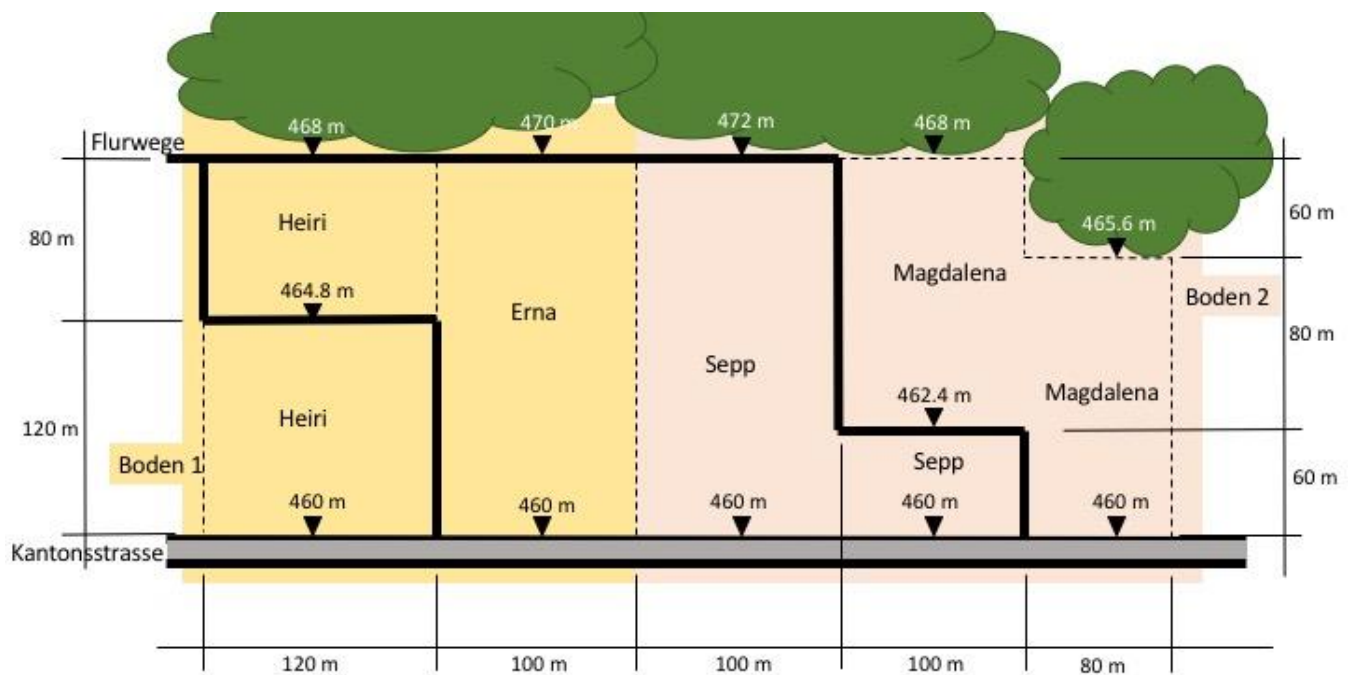 468 m
470 m
472 m
468 m
Flurwege
Heiri
80 m
60 m
465.6 m
464.8 m
Erna
Magdalena
Boden 2
80 m
Sepp
462.4 m
Magdalena
Heiri
120 m
Boden 1
Sepp
60 m
460 m
460 m
460 m
460 m
460 m
Kantonsstrasse
120 m
100 m
100 m
100 m
80 m